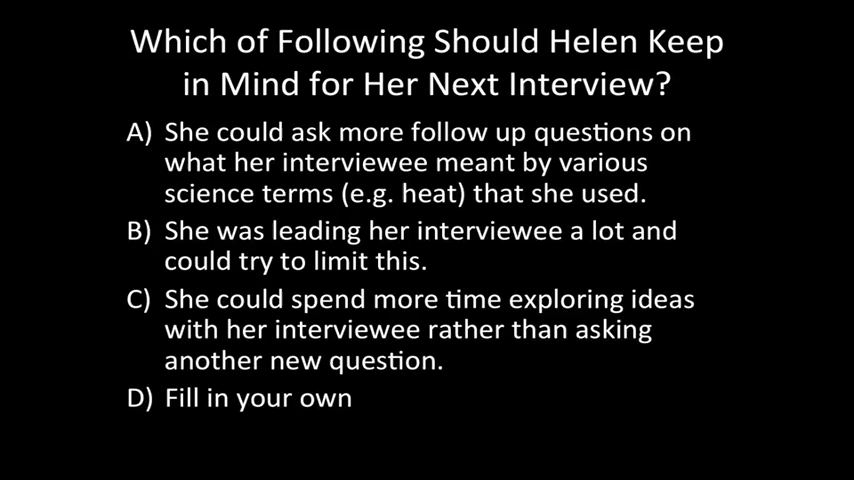 Which of Following Should Helen Keep
in Mind for Her Next Interview?
A) She could ask more follow up questions on
what her interviewee meant by various
science terms (e.g. heat) that she used.
B) She was leading her interviewee a lot and
could try to limit this.
C) She could spend more time exploring ideas
with her interviewee rather than asking
another new question.
D) Fill in your own